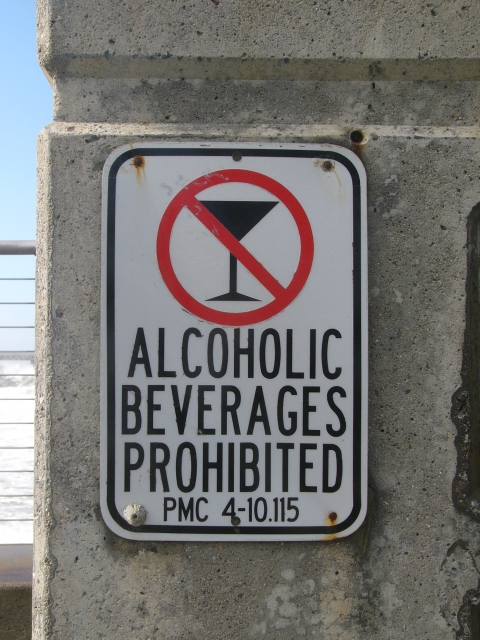 ALCOHOLIC
BEVERAGES
PROHIBITED
PMC 4-10.115